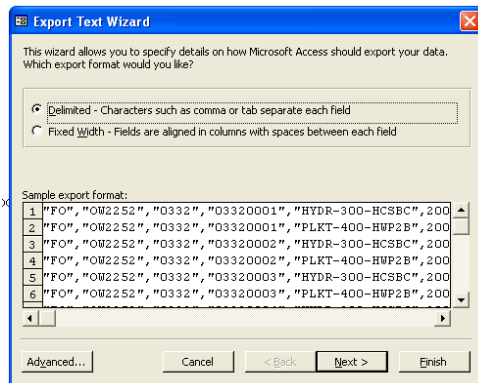 Export Text Wizard
This wizard allows you to specify details on how Microsoft Access should export your data.
Which export format would you like?
Delimited - Characters such as comma or tab separate each field
Fixed Width - Fields are aligned in columns with spaces between each field
Sample export format:
1 "FO","OW2252","0332","03320001","HYDR-300-HCSBC",200
2 "FO","OW2252","0332","03320001","PLKT-400-HWP2B",200
3 "FO","OW2252","0332","03320002","HYDR-300-HCSBC",200
4 "FO","OW2252","0332","03320002","PLKT-400-HWP2B",200
5 "FO","OW2252","0332","03320003","HYDR-300-HCSBC",200
6 "FO","OW2252","0332","03320003","PLKT-400-HWP2B",200
Advanced... Cancel < Back Next > Finish